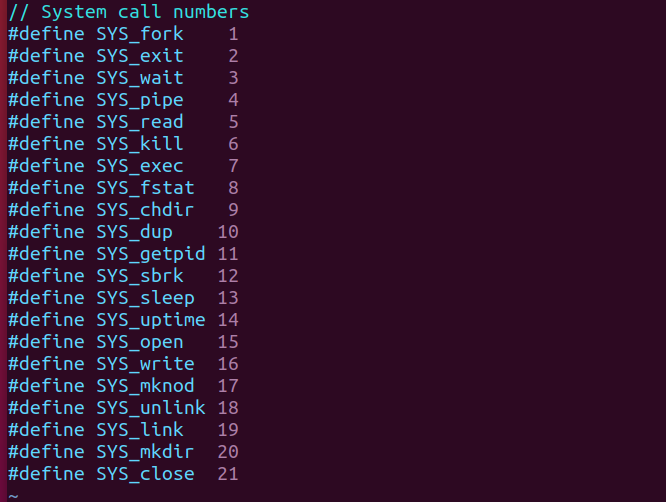 // System call numbers
#define SYS_fork    1
#define SYS_exit    2
#define SYS_wait    3
#define SYS_pipe    4
#define SYS_read    5
#define SYS_kill    6
#define SYS_exec    7
#define SYS_fstat   8
#define SYS_chdir   9
#define SYS_dup    10
#define SYS_getpid 11
#define SYS_sbrk   12
#define SYS_sleep  13
#define SYS_uptime 14
#define SYS_open   15
#define SYS_write  16
#define SYS_mknod  17
#define SYS_unlink 18
#define SYS_link   19
#define SYS_mkdir  20
#define SYS_close  21
~